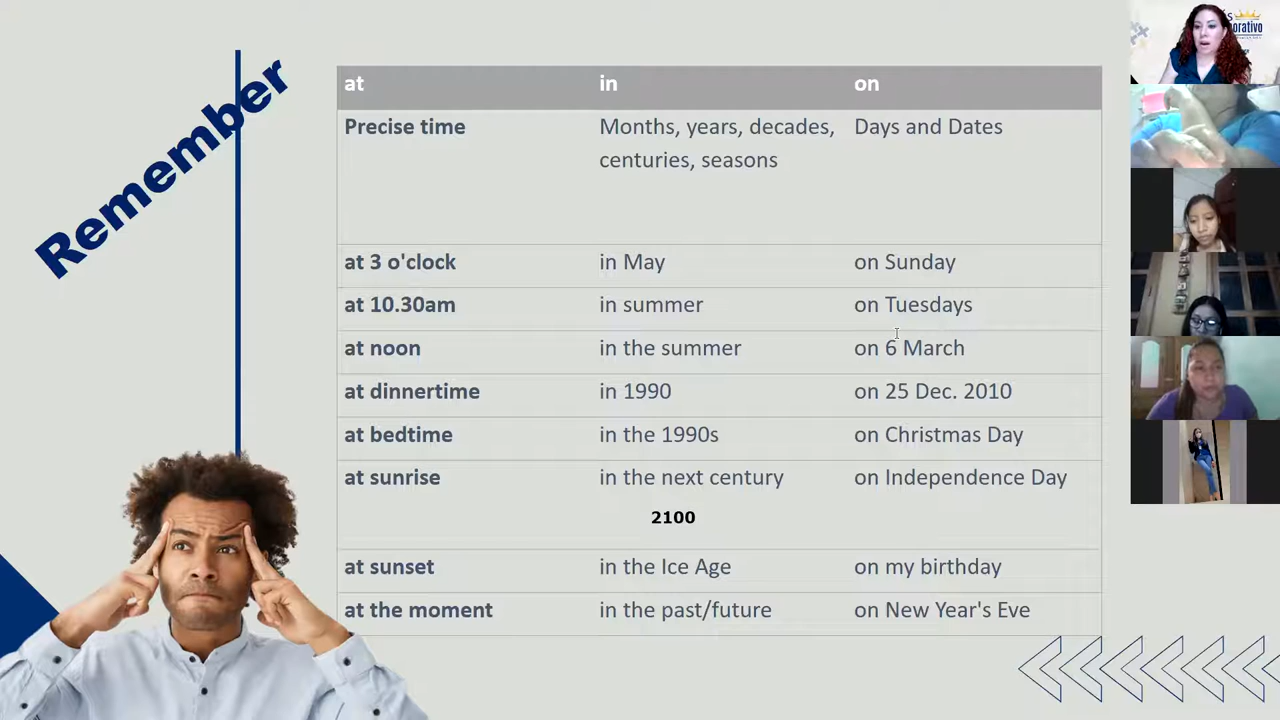 Remember
at in on
Precise time Months, years, decades, Days and Dates
centuries, seasons
at 3 o'clock in May on Sunday
at 10.30am in summer on Tuesdays
at noon in the summer on 6 March
at dinnertime in 1990 on 25 Dec. 2010
at bedtime in the 1990s on Christmas Day
at sunrise in the next century on Independence Day
2100
at sunset in the Ice Age on my birthday
at the moment in the past/future on New Year's Eve
orativo